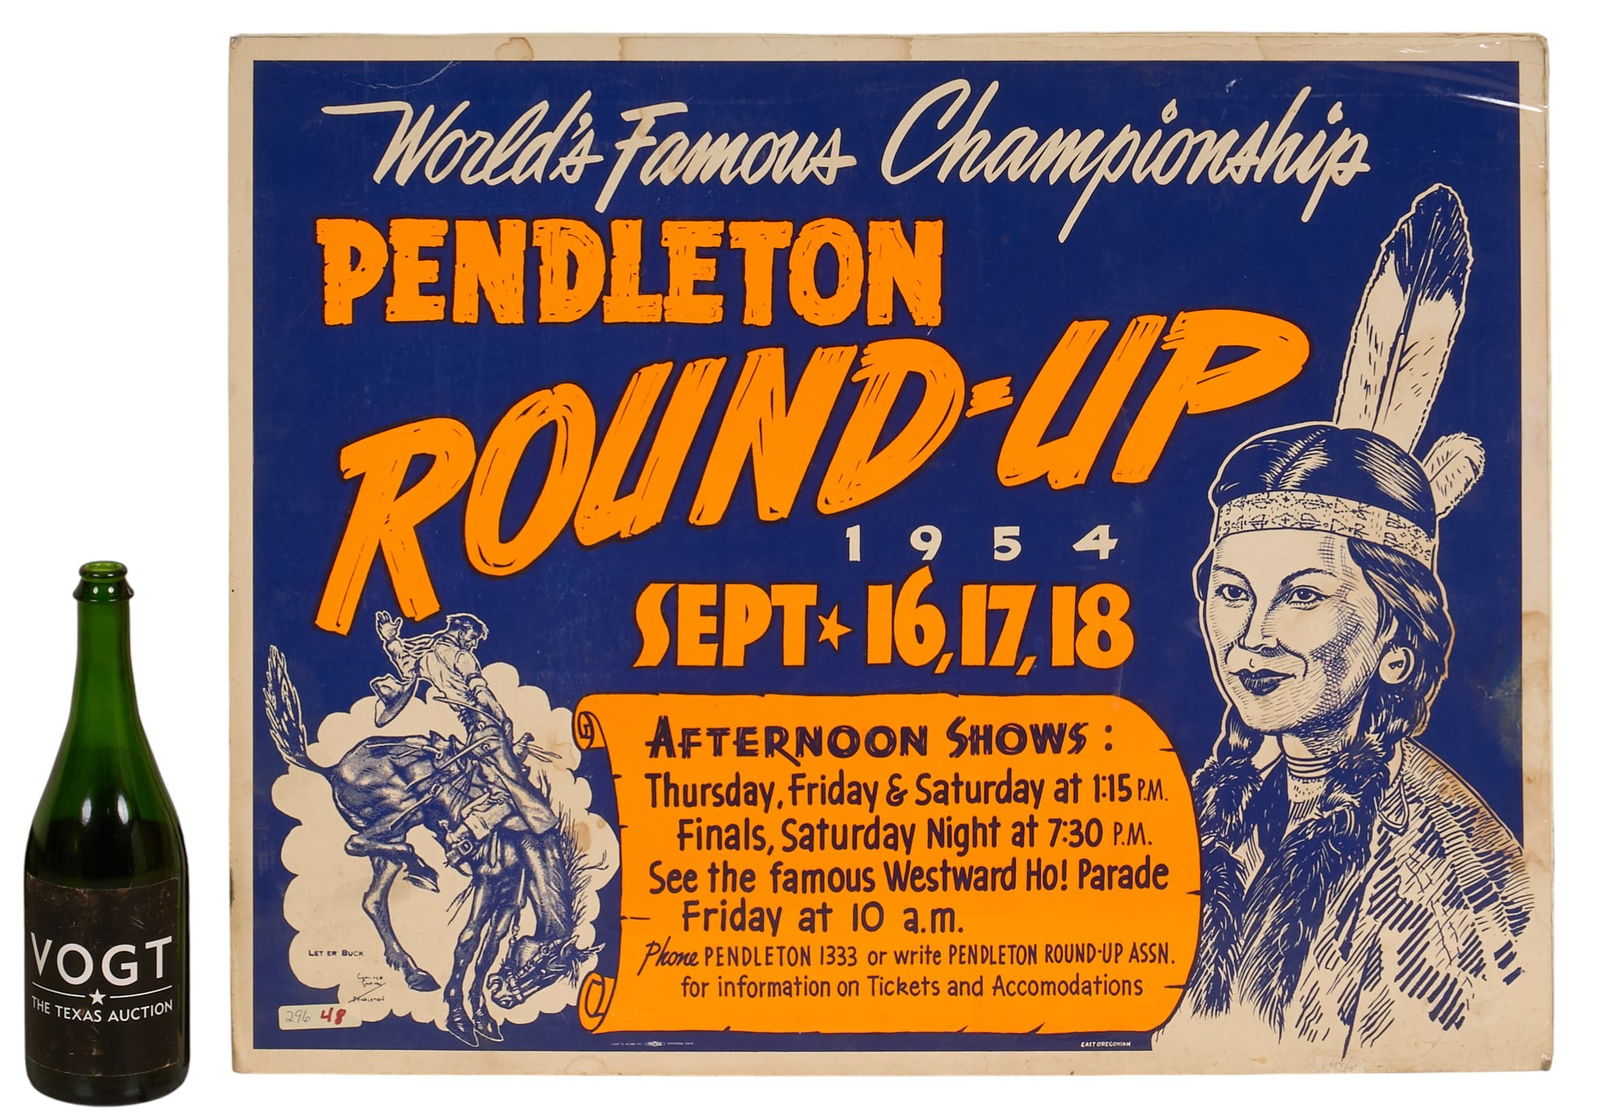 World's Famous Championship
PENDLETON
ROUND-UP
1954
SEPT ★ 16, 17, 18
AFTERNOON SHOWS:
Thursday, Friday & Saturday at 1:15 P.M.
Finals, Saturday Night at 7:30 P.M.
See the famous Westward Ho! Parade
Friday at 10 a.m.
Phone PENDLETON 1333 or write PENDLETON ROUND-UP ASSN.
for information on Tickets and Accomodations
LET ER BUCK
PENDLETON
296 48
EAST OREGONIAN
VOGT
THE TEXAS AUCTION